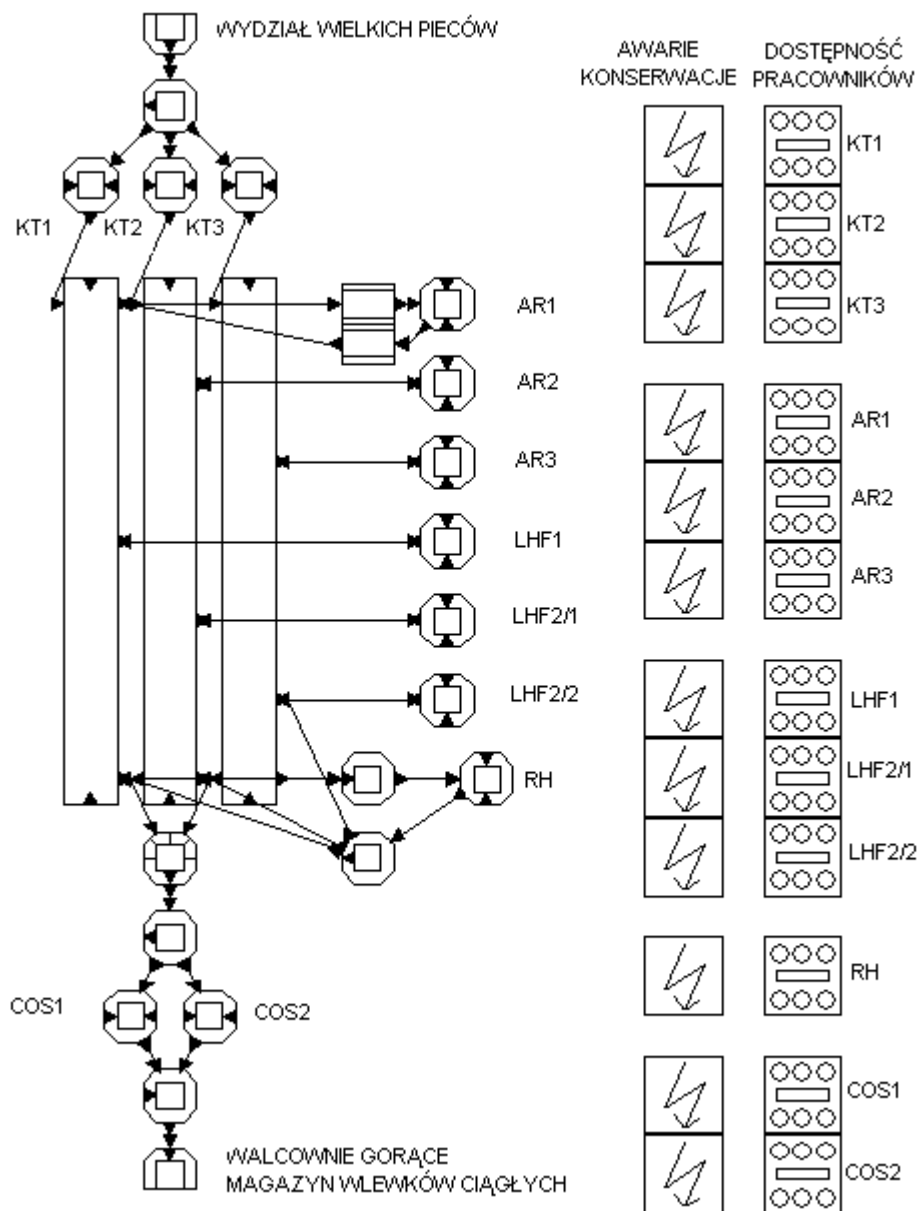 WYDZIAŁ WIELKICH PIECÓW
AWARIE
KONSERWACJE
DOSTĘPNOŚĆ
PRACOWNIKÓW
KT1
KT2
KT3
KT1
KT2
KT3
AR1
AR2
AR3
LHF1
LHF2/1
LHF2/2
RH
AR1
AR2
AR3
LHF1
LHF2/1
LHF2/2
RH
COS1
COS2
COS1
COS2
WALCOWNIE GORĄCE
MAGAZYN WLEWKÓW CIĄGŁYCH